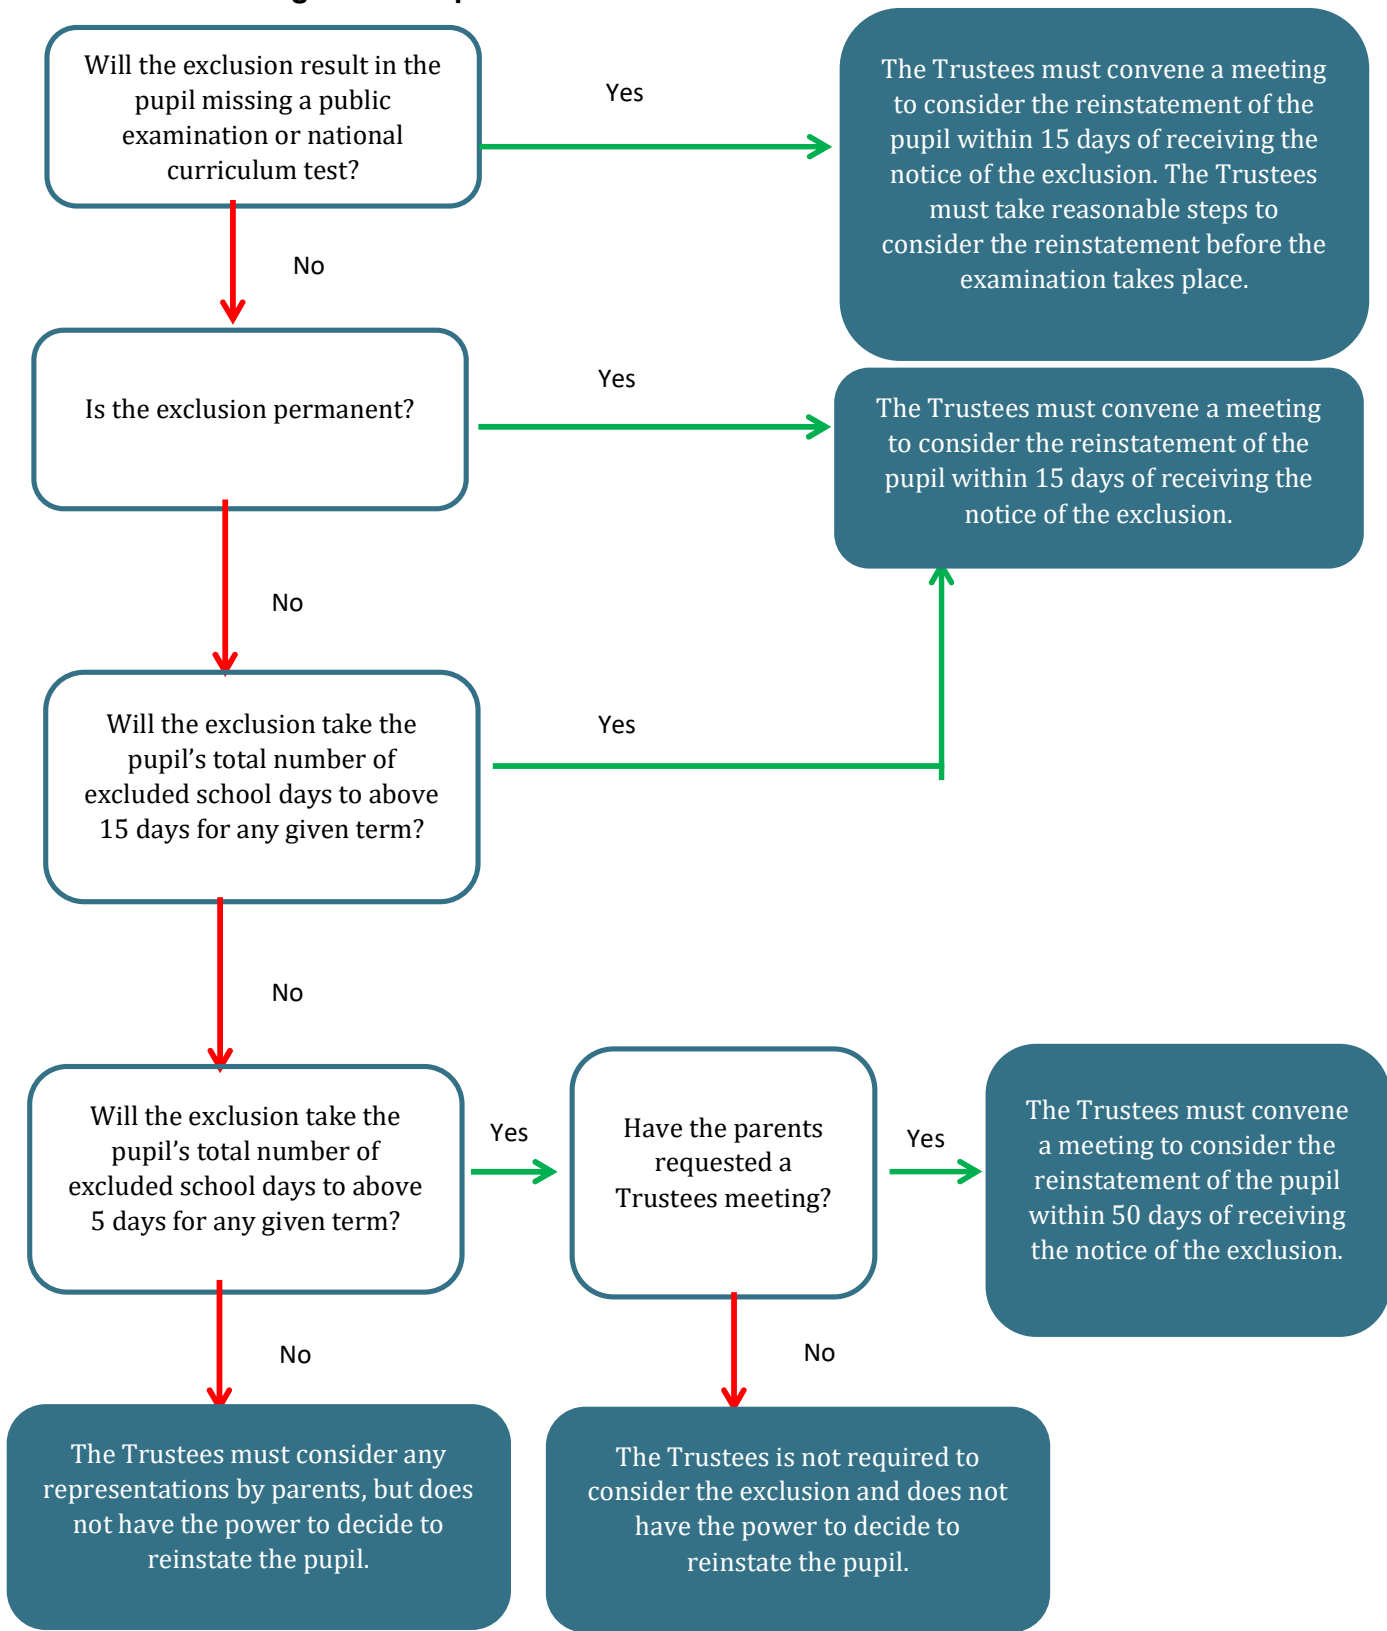 Will the exclusion result in the
pupil missing a public
examination or national
curriculum test?
Yes
The Trustees must convene a meeting
to consider the reinstatement of the
pupil within 15 days of receiving the
notice of the exclusion. The Trustees
must take reasonable steps to
consider the reinstatement before the
examination takes place.
No
Is the exclusion permanent?
Yes
The Trustees must convene a meeting
to consider the reinstatement of the
pupil within 15 days of receiving the
notice of the exclusion.
No
Will the exclusion take the
pupil’s total number of
excluded school days to above
15 days for any given term?
Yes
No
Will the exclusion take the
pupil’s total number of
excluded school days to above
5 days for any given term?
Yes
Have the parents
requested a
Trustees meeting?
Yes
The Trustees must convene
a meeting to consider the
reinstatement of the pupil
within 50 days of receiving
the notice of the exclusion.
No
No
The Trustees must consider any
representations by parents, but does
not have the power to decide to
reinstate the pupil.
The Trustees is not required to
consider the exclusion and does not
have the power to decide to
reinstate the pupil.